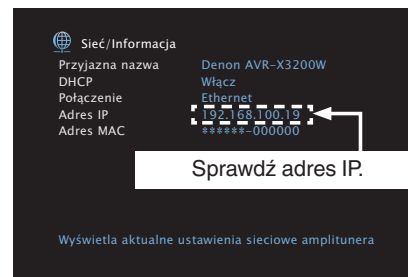 Sieć/Informacja
Przyjazna nazwa Denon AVR-X3200W
DHCP Włącz
Połączenie Ethernet
Adres IP 192.168.100.19
Adres MAC ******-000000
Sprawdź adres IP.
Wyświetla aktualne ustawienia sieciowe amplitunera